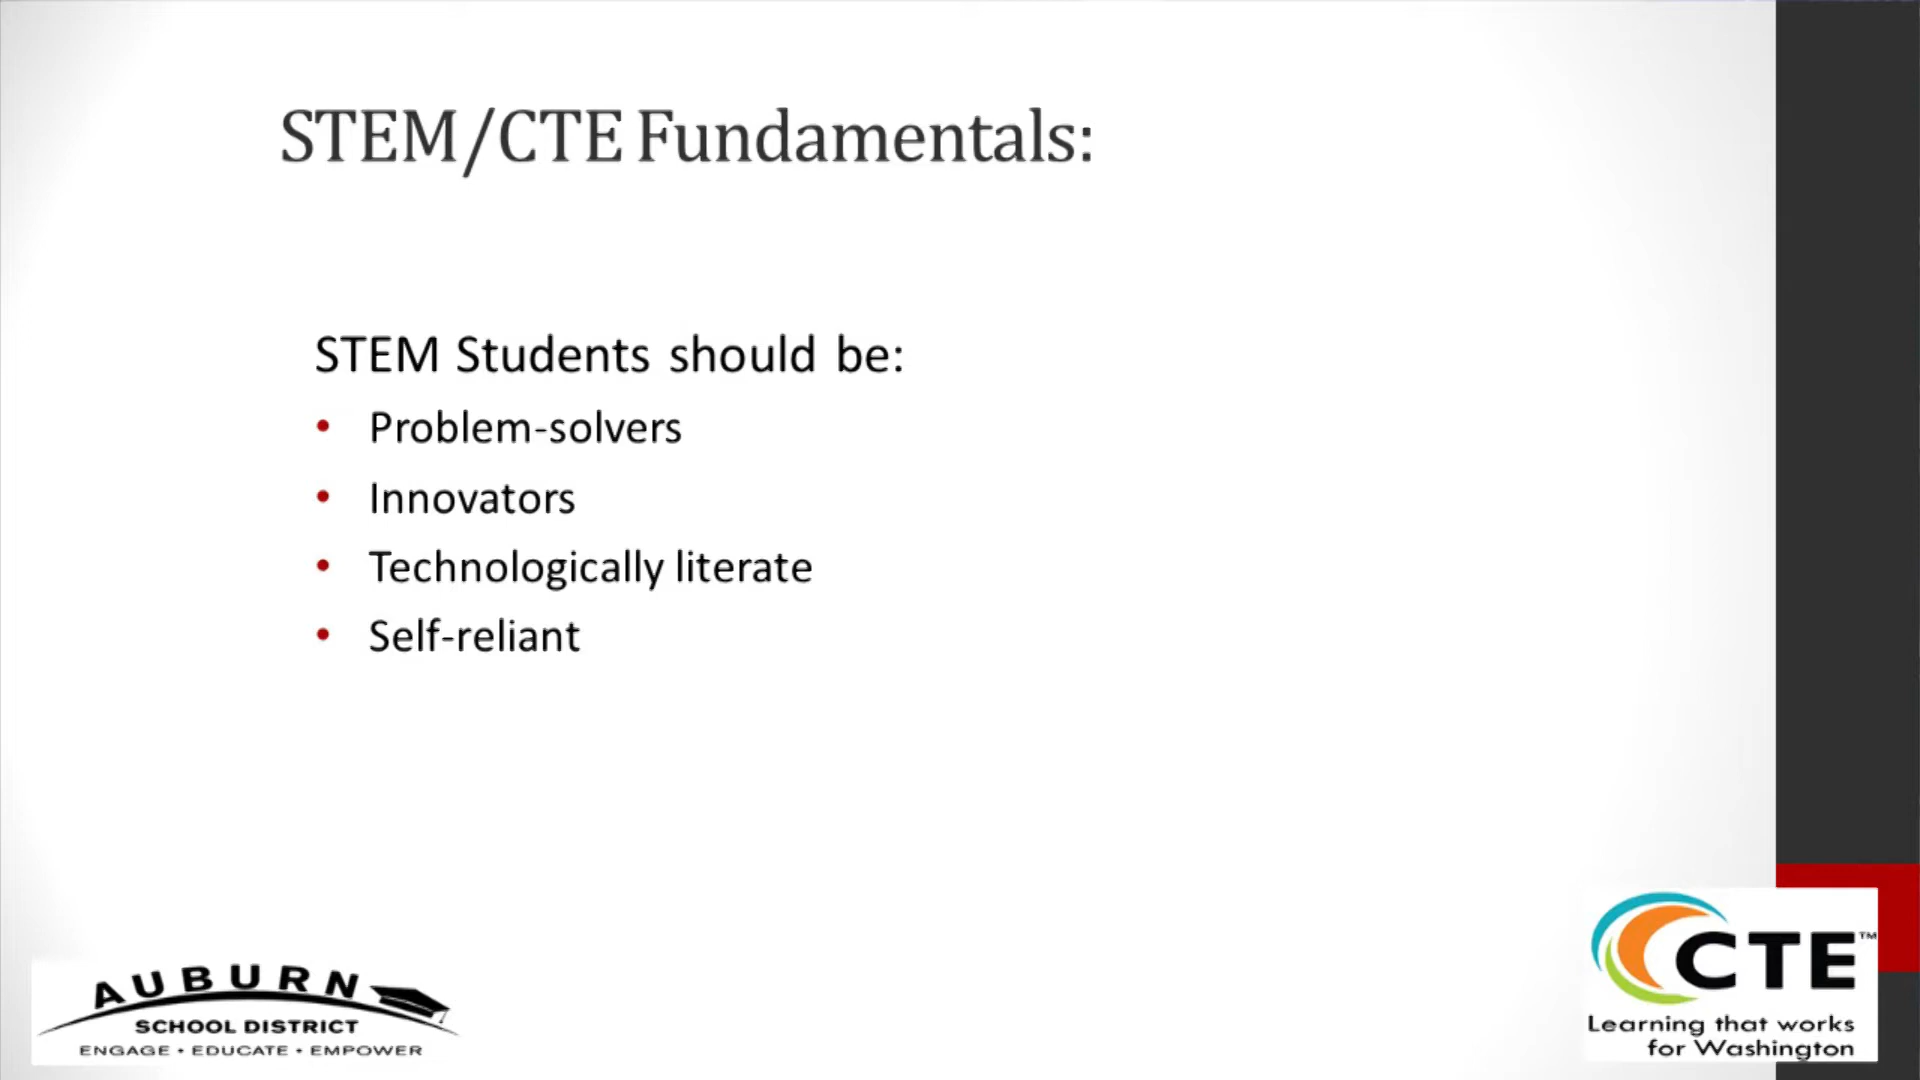 STEM/CTE Fundamentals:
STEM Students should be:
• Problem-solvers
• Innovators
• Technologically literate
• Self-reliant
AUBURN
SCHOOL DISTRICT
ENGAGE • EDUCATE • EMPOWER
CTE™
Learning that works
for Washington